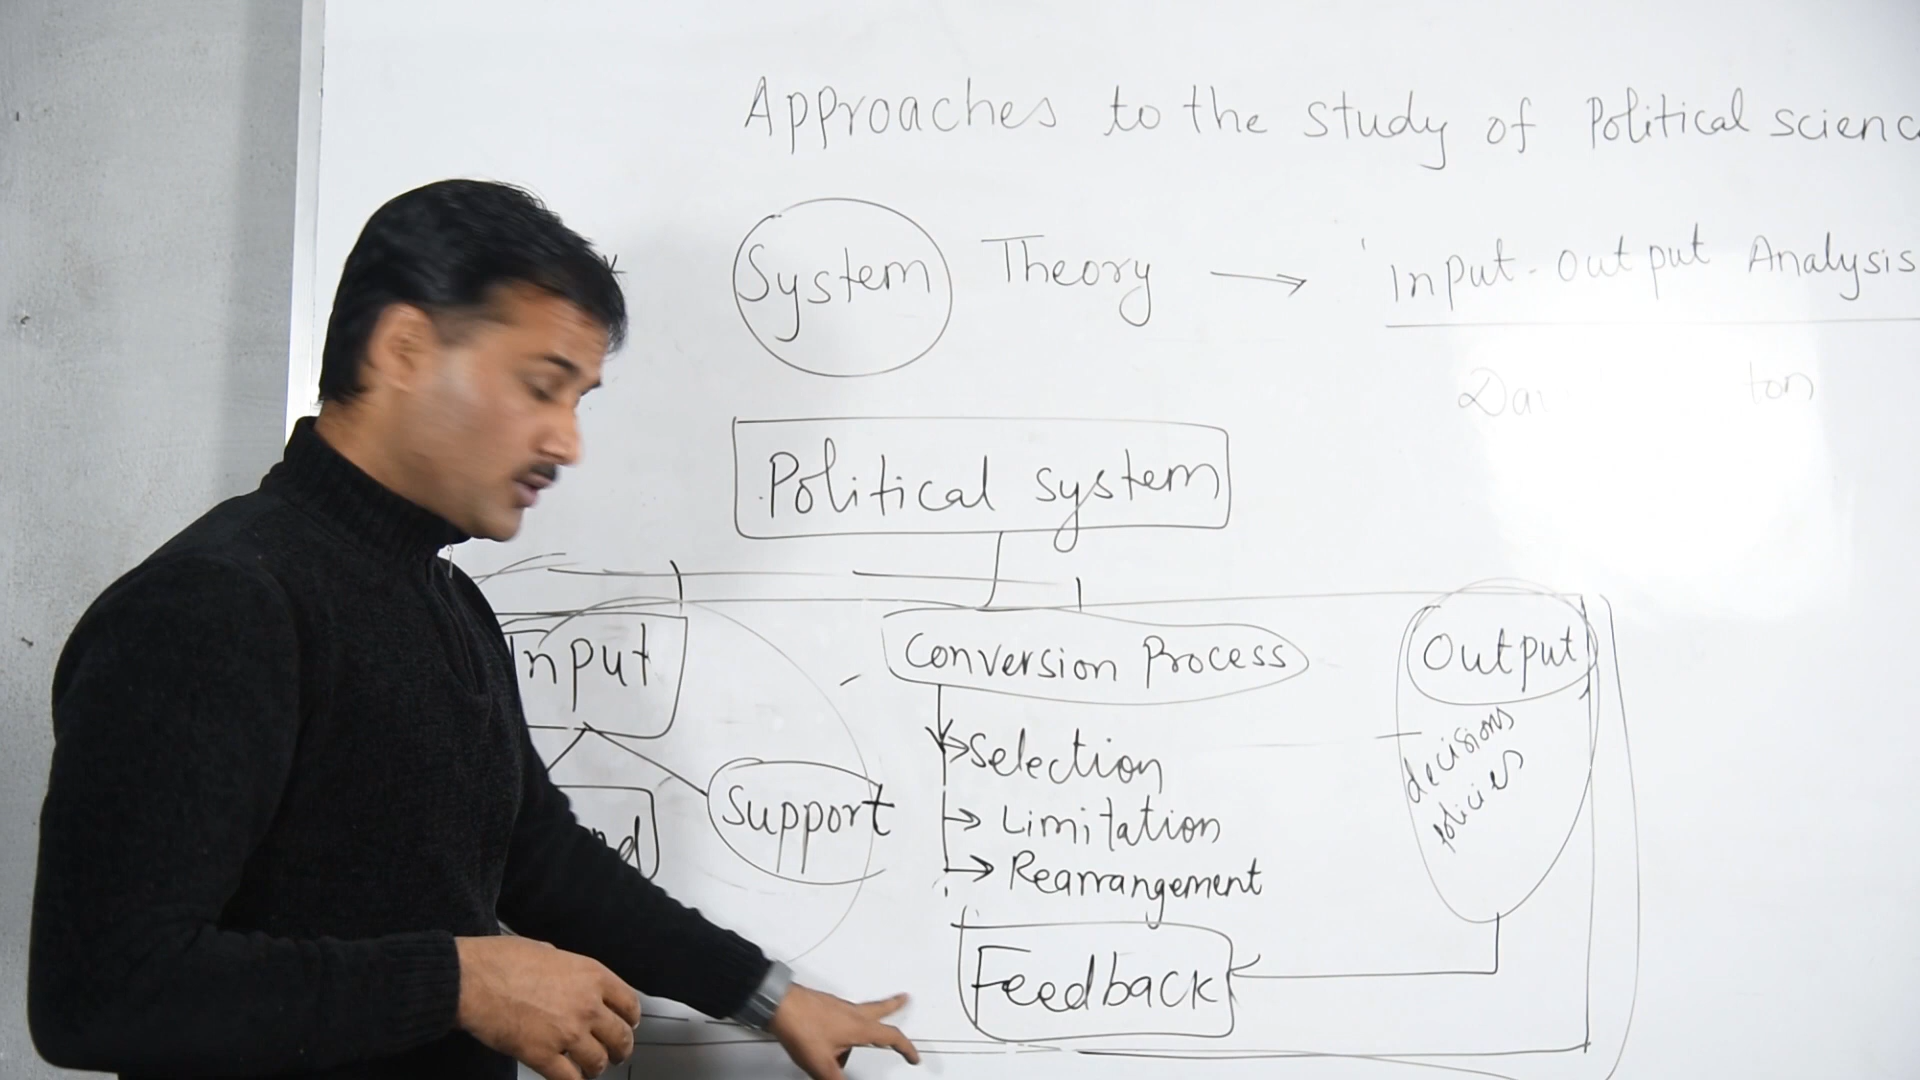 Approaches to the study of Political scienc
System Theory → Input-Output Analysis
Political system
Input
Conversion Process
Output
Support
Selection
Limitation
Rearrangement
decisions
policies
Feedback